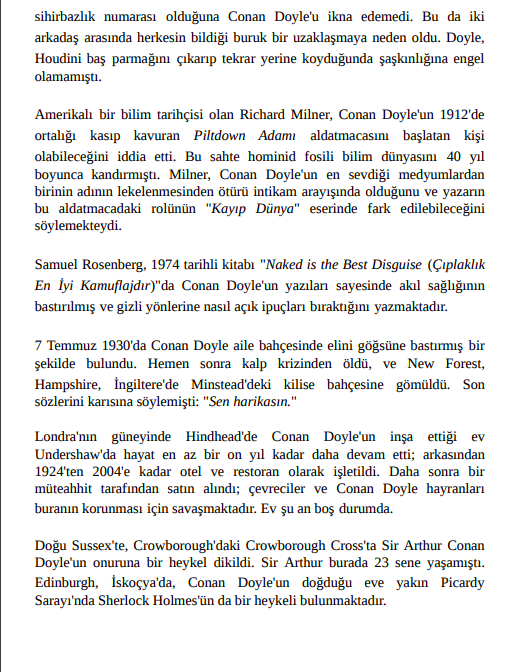 sihirbazlık numarası olduğuna Conan Doyle'u ikna edemedi. Bu da iki
arkadaş arasında herkesin bildiği buruk bir uzaklaşmaya neden oldu. Doyle,
Houdini baş parmağını çıkarıp tekrar yerine koyduğunda şaşkınlığına engel
olamamıştı.
Amerikalı bir bilim tarihçisi olan Richard Milner, Conan Doyle'un 1912'de
ortalığı kasıp kavuran Piltdown Adamı aldatmacasını başlatan kişi
olabileceğini iddia etti. Bu sahte hominid fosili bilim dünyasını 40 yıl
boyunca kandırmıştı. Milner, Conan Doyle'un en sevdiği medyumlardan
birinin adının lekelenmesinden ötürü intikam arayışında olduğunu ve yazarın
bu aldatmacadaki rolünün "Kayıp Dünya" eserinde fark edilebileceğini
söylemekteydi.
Samuel Rosenberg, 1974 tarihli kitabı "Naked is the Best Disguise (Çıplaklık
En İyi Kamuflajdır)"da Conan Doyle'un yazıları sayesinde akıl sağlığının
bastırılmış ve gizli yönlerine nasıl açık ipuçları bıraktığını yazmaktadır.
7 Temmuz 1930'da Conan Doyle aile bahçesinde elini göğsüne bastırmış bir
şekilde bulundu. Hemen sonra kalp krizinden öldü, ve New Forest,
Hampshire, İngiltere'de Minstead'deki kilise bahçesine gömüldü. Son
sözlerini karısına söylemişti: "Sen harikasın."
Londra'nın güneyinde Hindhead'de Conan Doyle'un inşa ettiği ev
Undershaw'da hayat en az bir on yıl kadar daha devam etti; arkasından
1924'ten 2004'e kadar otel ve restoran olarak işletildi. Daha sonra bir
müteahhit tarafından satın alındı; çevreciler ve Conan Doyle hayranları
buranın korunması için savaşmaktadır. Ev şu an boş durumda.
Doğu Sussex'te, Crowborough'daki Crowborough Cross'ta Sir Arthur Conan
Doyle'un onuruna bir heykel dikildi. Sir Arthur burada 23 sene yaşamıştı.
Edinburgh, İskoçya'da, Conan Doyle'un doğduğu eve yakın Picardy
Sarayı'nda Sherlock Holmes'ün da bir heykeli bulunmaktadır.